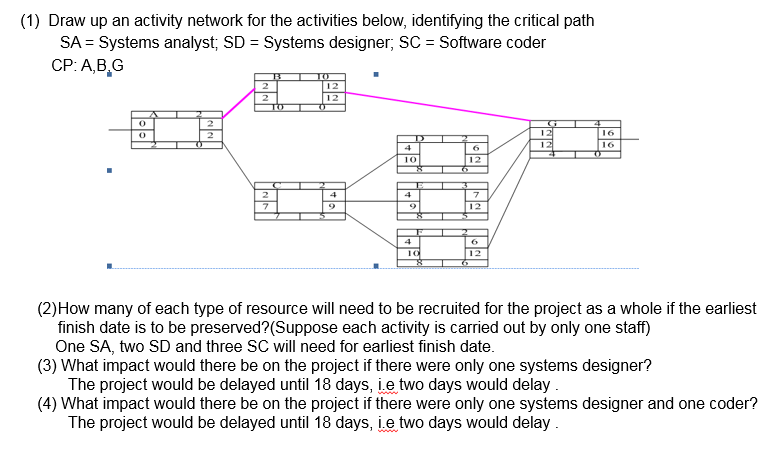 (1) Draw up an activity network for the activities below, identifying the critical path
SA = Systems analyst; SD = Systems designer; SC = Software coder
CP: A,B,G
B 10
2 12
2 12
10 0
A 2
0 2
0 2
2 0
G 4
12 16
12 16
4 0
D 2
4 6
10 12
8 6
C 2
2 4
7 9
7 5
E 3
4 7
9 12
8 5
F 2
4 6
10 12
8 6
(2)How many of each type of resource will need to be recruited for the project as a whole if the earliest
finish date is to be preserved?(Suppose each activity is carried out by only one staff)
One SA, two SD and three SC will need for earliest finish date.
(3) What impact would there be on the project if there were only one systems designer?
The project would be delayed until 18 days, i.e two days would delay .
(4) What impact would there be on the project if there were only one systems designer and one coder?
The project would be delayed until 18 days, i.e two days would delay .